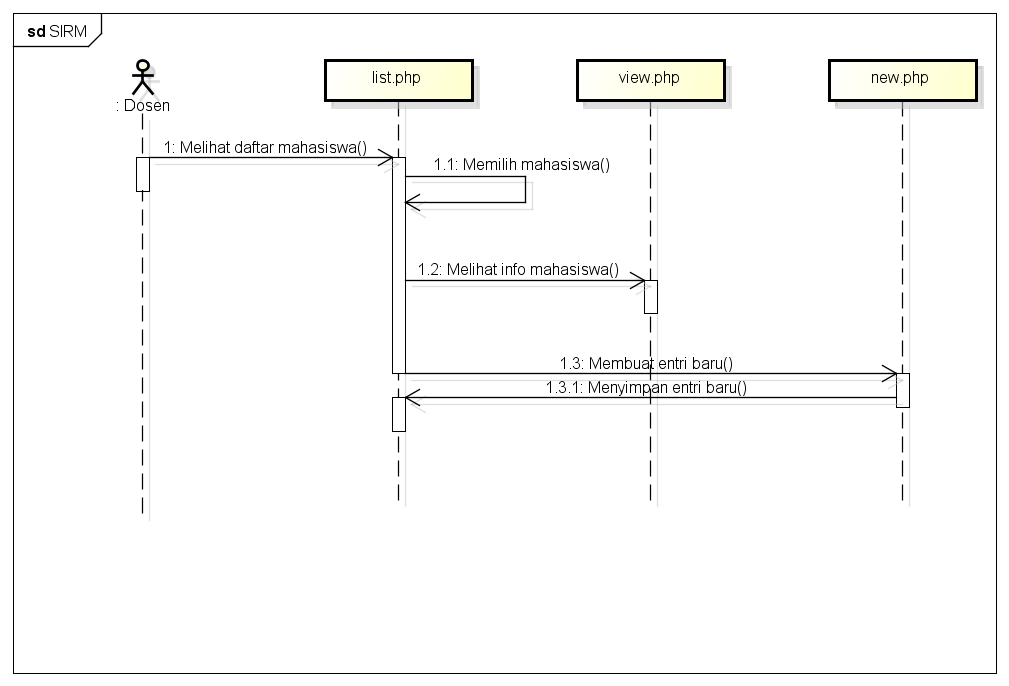 sd SIRM
: Dosen
list.php
view.php
new.php
1: Melihat daftar mahasiswa()
1.1: Memilih mahasiswa()
1.2: Melihat info mahasiswa()
1.3: Membuat entri baru()
1.3.1: Menyimpan entri baru()